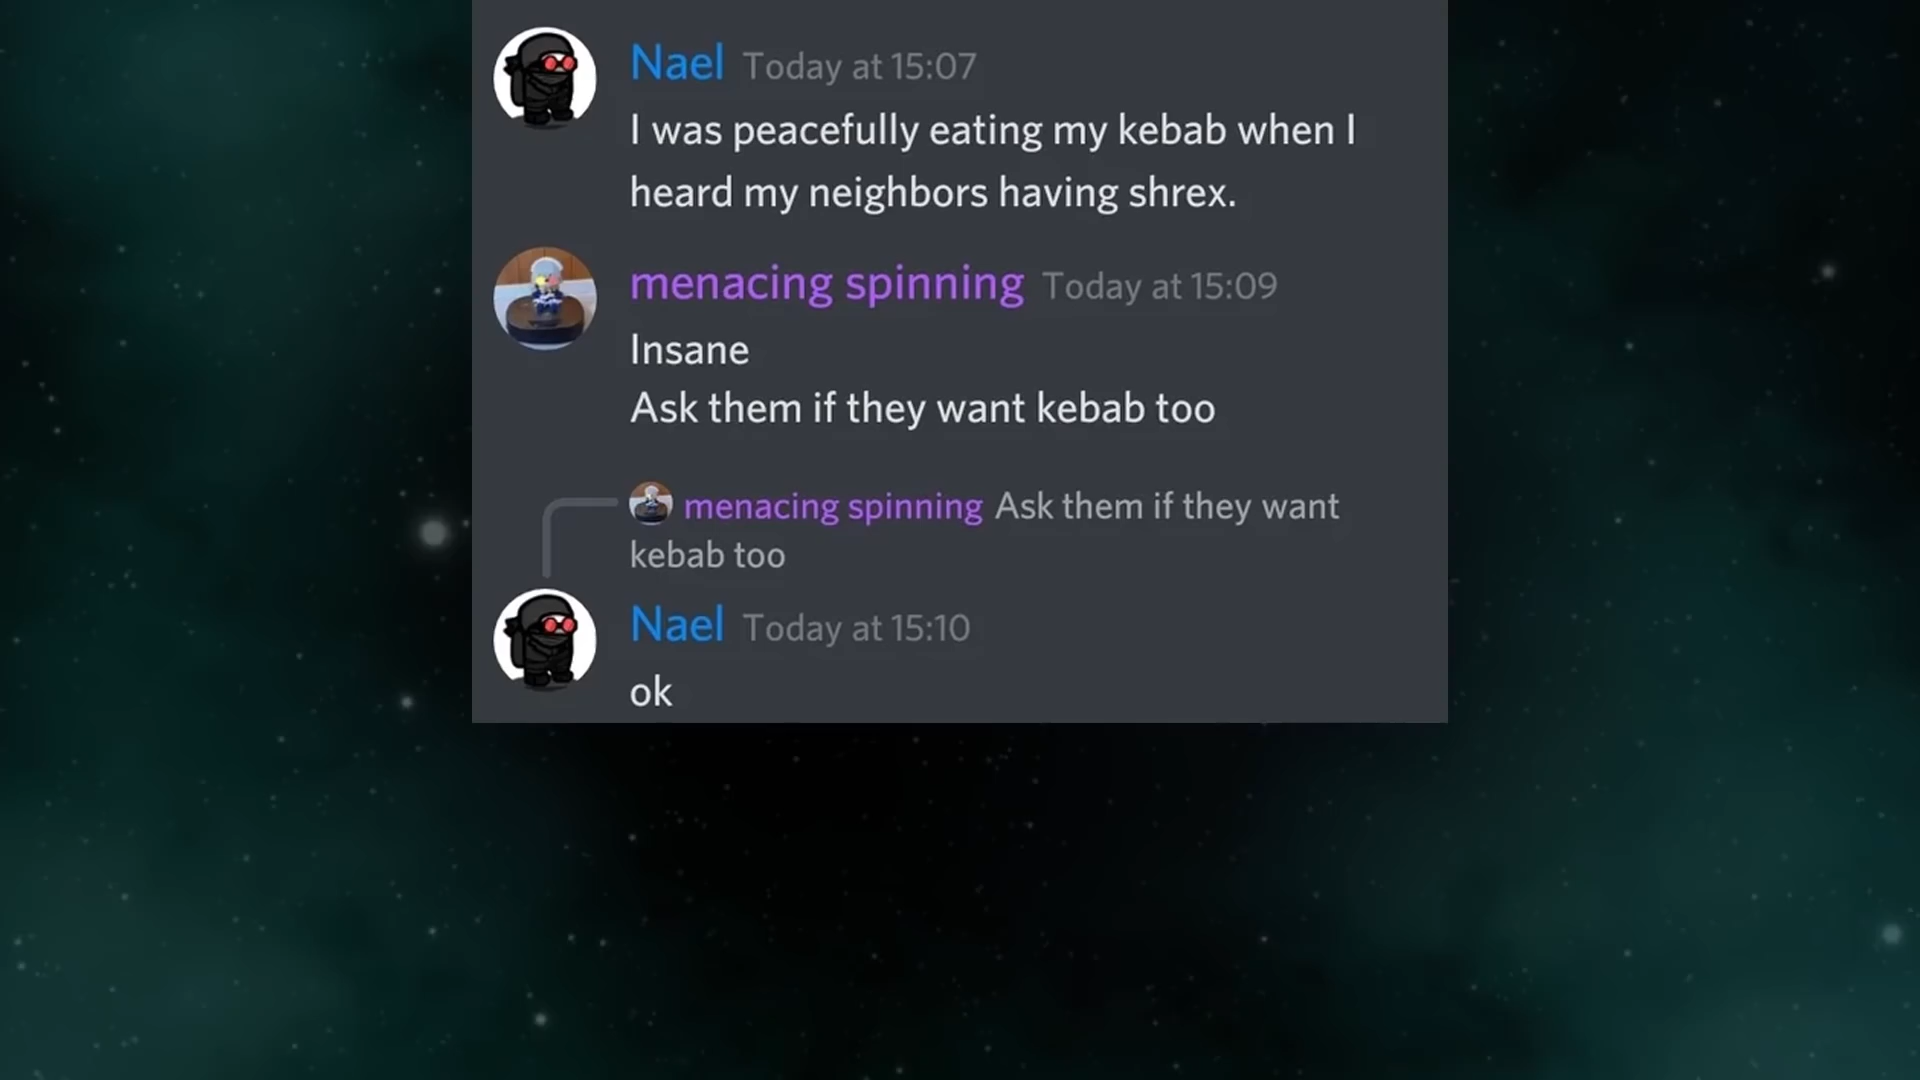 Nael Today at 15:07
I was peacefully eating my kebab when I
heard my neighbors having shrex.
menacing spinning Today at 15:09
Insane
Ask them if they want kebab too
menacing spinning Ask them if they want
kebab too
Nael Today at 15:10
ok